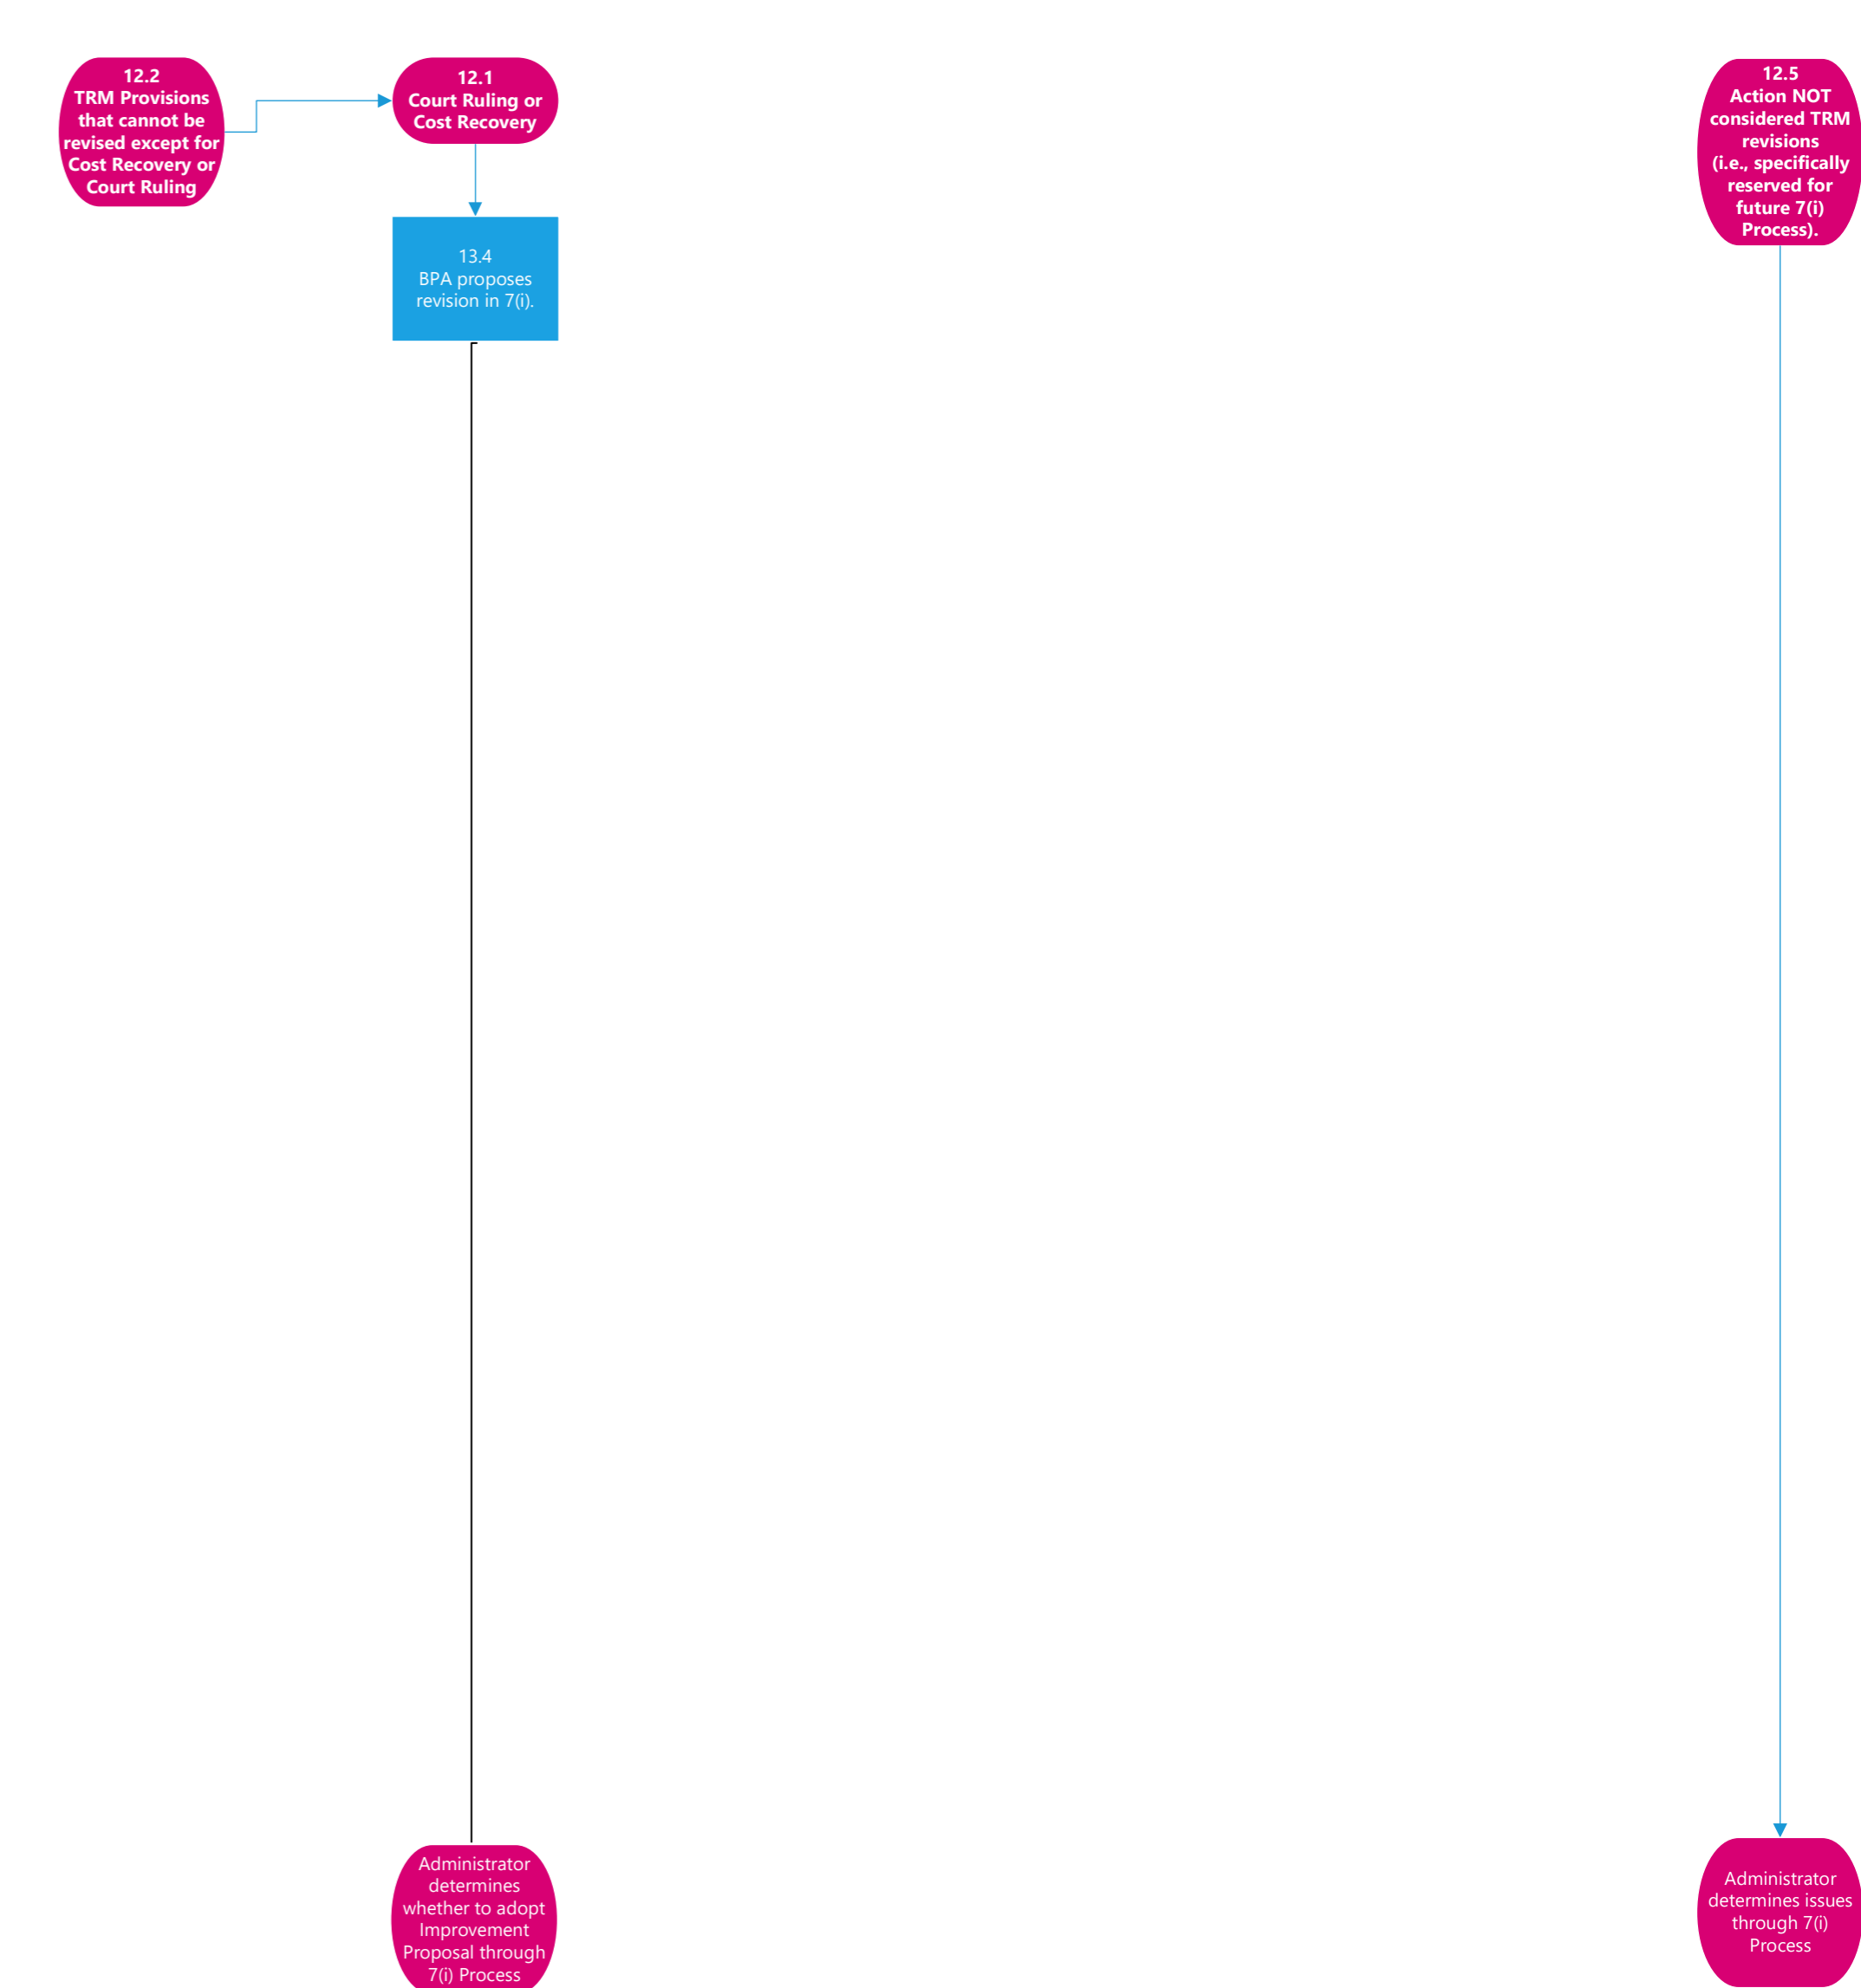 12.2
TRM Provisions
that cannot be
revised except for
Cost Recovery or
Court Ruling
12.1
Court Ruling or
Cost Recovery
12.5
Action NOT
considered TRM
revisions
(i.e., specifically
reserved for
future 7(i)
Process).
13.4
BPA proposes
revision in 7(i).
Administrator
determines
whether to adopt
Improvement
Proposal through
7(i) Process
Administrator
determines issues
through 7(i)
Process